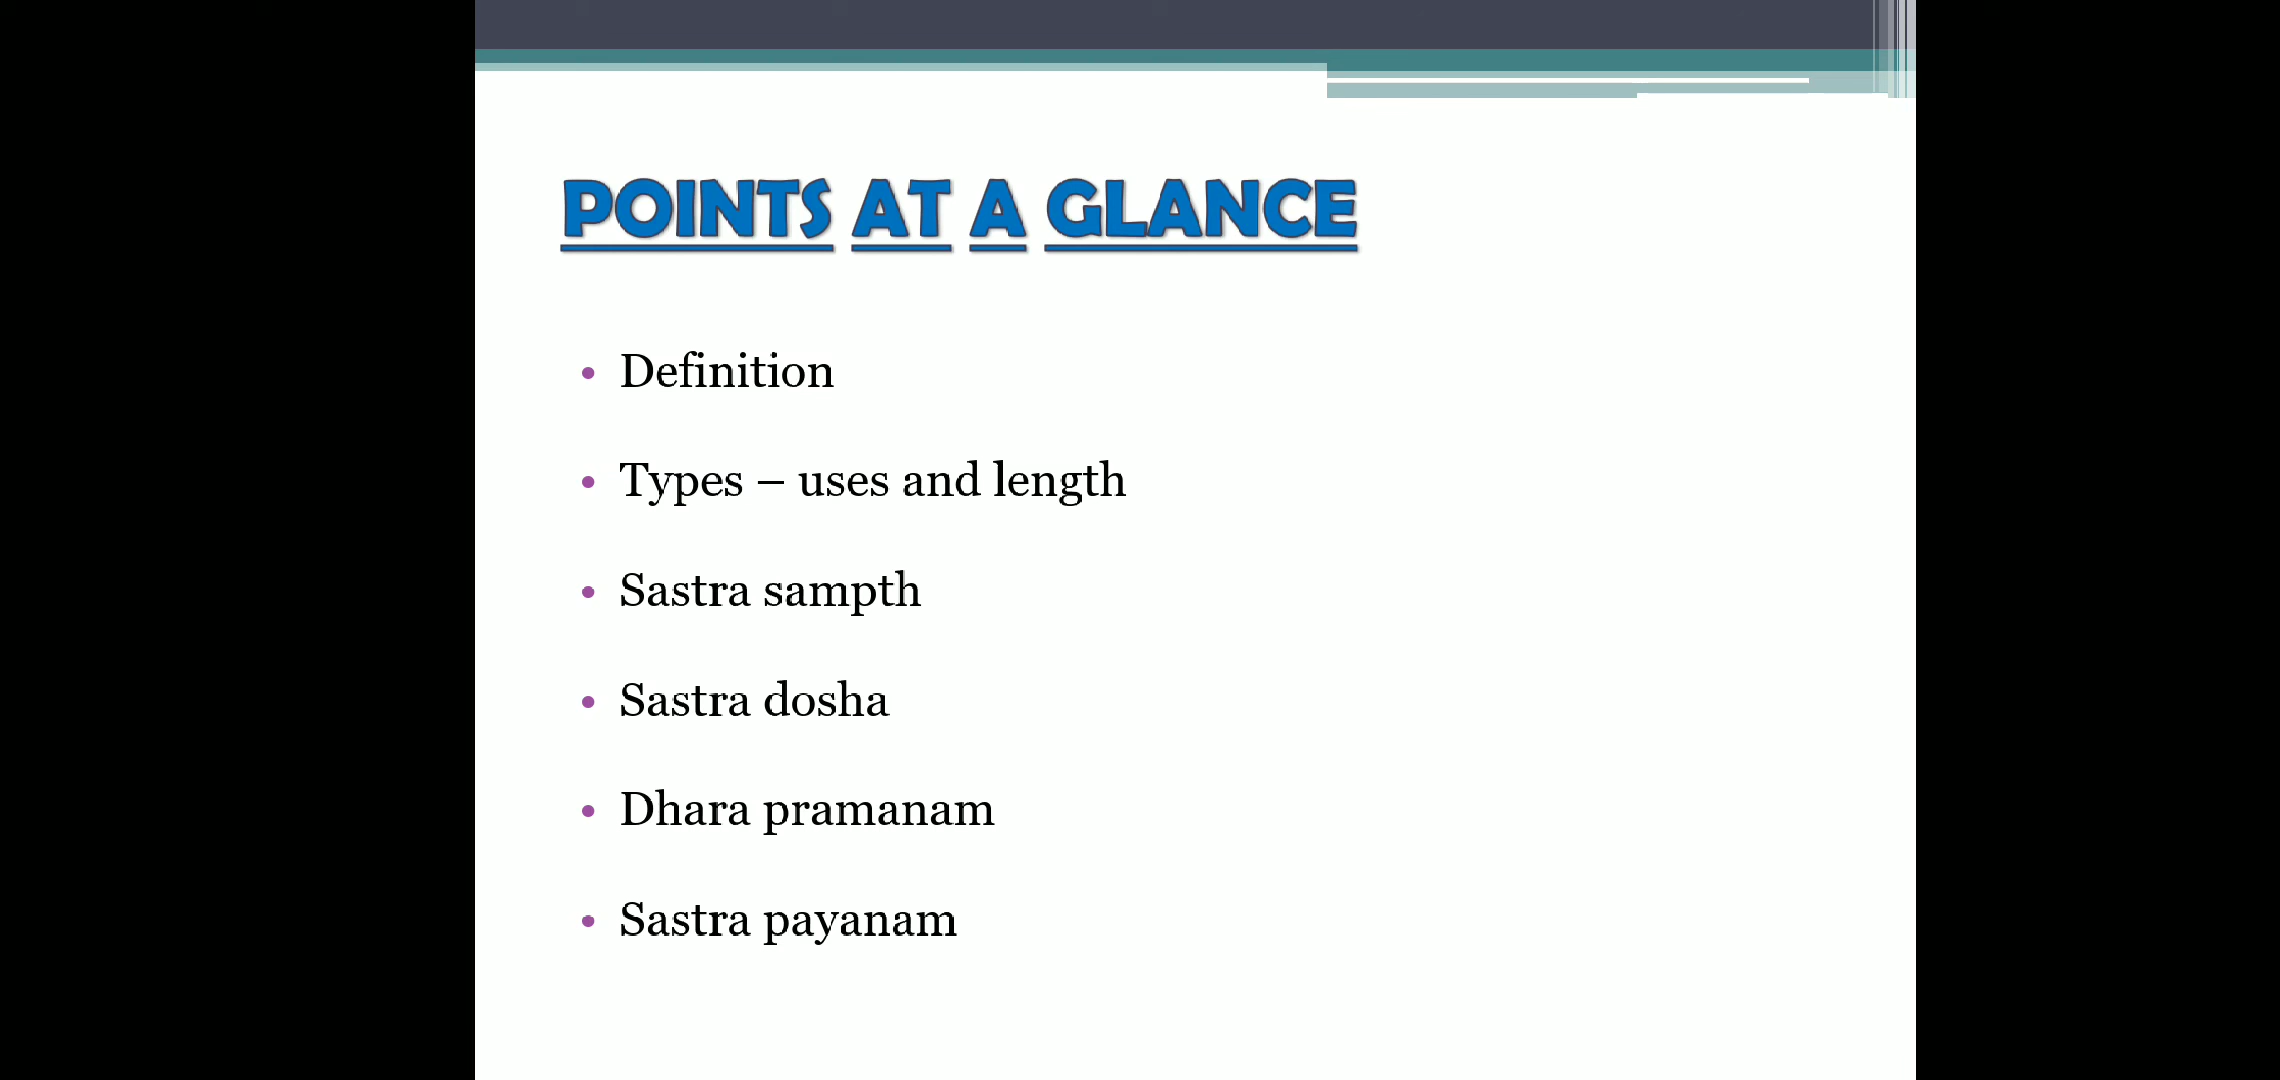 POINTS AT A GLANCE
• Definition
• Types – uses and length
• Sastra sampth
• Sastra dosha
• Dhara pramanam
• Sastra payanam